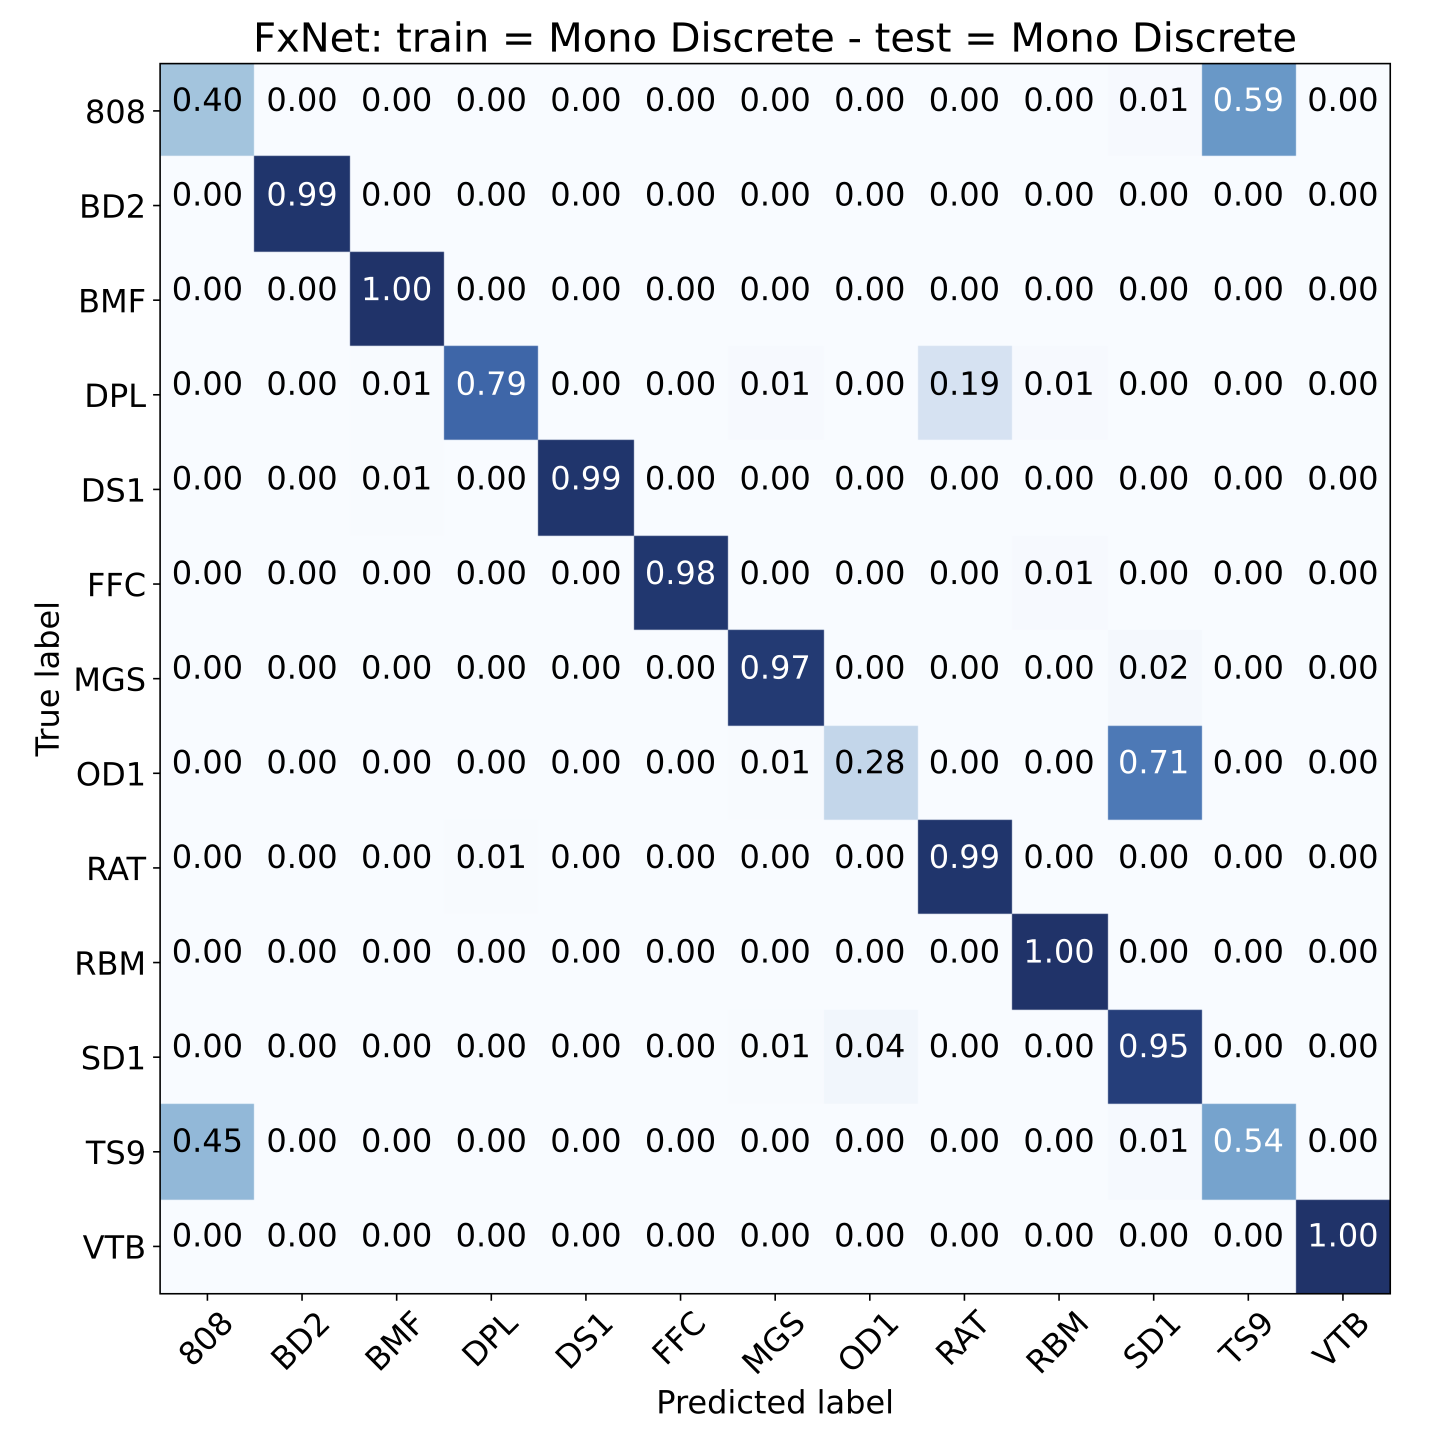 FxNet: train = Mono Discrete - test = Mono Discrete
True label
808 0.40 0.00 0.00 0.00 0.00 0.00 0.00 0.00 0.00 0.00 0.01 0.59 0.00
BD2 0.00 0.99 0.00 0.00 0.00 0.00 0.00 0.00 0.00 0.00 0.00 0.00 0.00
BMF 0.00 0.00 1.00 0.00 0.00 0.00 0.00 0.00 0.00 0.00 0.00 0.00 0.00
DPL 0.00 0.00 0.01 0.79 0.00 0.00 0.01 0.00 0.19 0.01 0.00 0.00 0.00
DS1 0.00 0.00 0.01 0.00 0.99 0.00 0.00 0.00 0.00 0.00 0.00 0.00 0.00
FFC 0.00 0.00 0.00 0.00 0.00 0.98 0.00 0.00 0.00 0.01 0.00 0.00 0.00
MGS 0.00 0.00 0.00 0.00 0.00 0.00 0.97 0.00 0.00 0.00 0.02 0.00 0.00
OD1 0.00 0.00 0.00 0.00 0.00 0.00 0.01 0.28 0.00 0.00 0.71 0.00 0.00
RAT 0.00 0.00 0.00 0.01 0.00 0.00 0.00 0.00 0.99 0.00 0.00 0.00 0.00
RBM 0.00 0.00 0.00 0.00 0.00 0.00 0.00 0.00 0.00 1.00 0.00 0.00 0.00
SD1 0.00 0.00 0.00 0.00 0.00 0.00 0.01 0.04 0.00 0.00 0.95 0.00 0.00
TS9 0.45 0.00 0.00 0.00 0.00 0.00 0.00 0.00 0.00 0.00 0.01 0.54 0.00
VTB 0.00 0.00 0.00 0.00 0.00 0.00 0.00 0.00 0.00 0.00 0.00 0.00 1.00
808 BD2 BMF DPL DS1 FFC MGS OD1 RAT RBM SD1 TS9 VTB
Predicted label